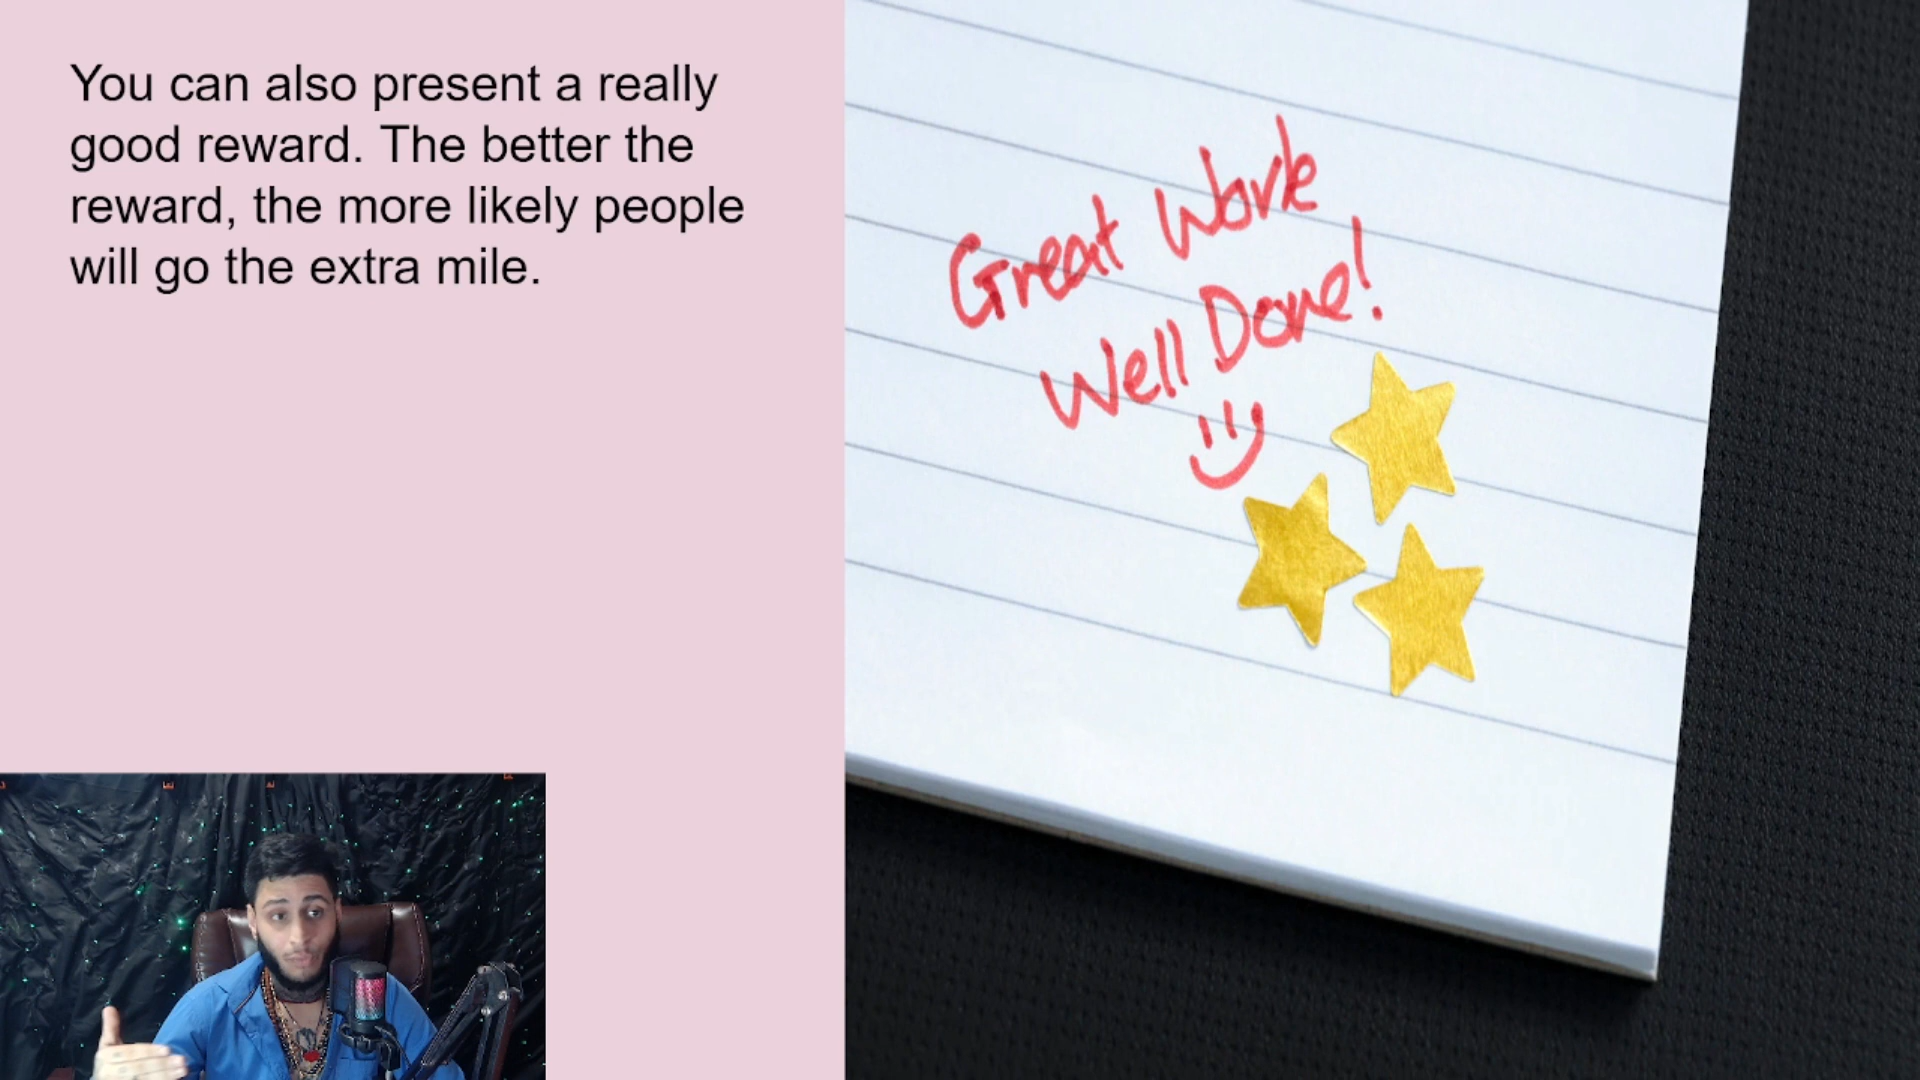 You can also present a really
good reward. The better the
reward, the more likely people
will go the extra mile.
Great Work
Well Done!